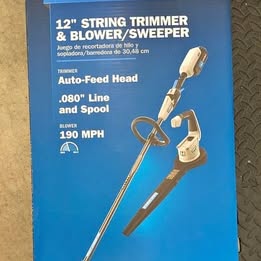 12" STRING TRIMMER
& BLOWER/SWEEPER
Juego de recortadora de hilo y
sopladora/barredora de 30,48 cm
TRIMMER
Auto-Feed Head
.080" Line
and Spool
BLOWER
190 MPH